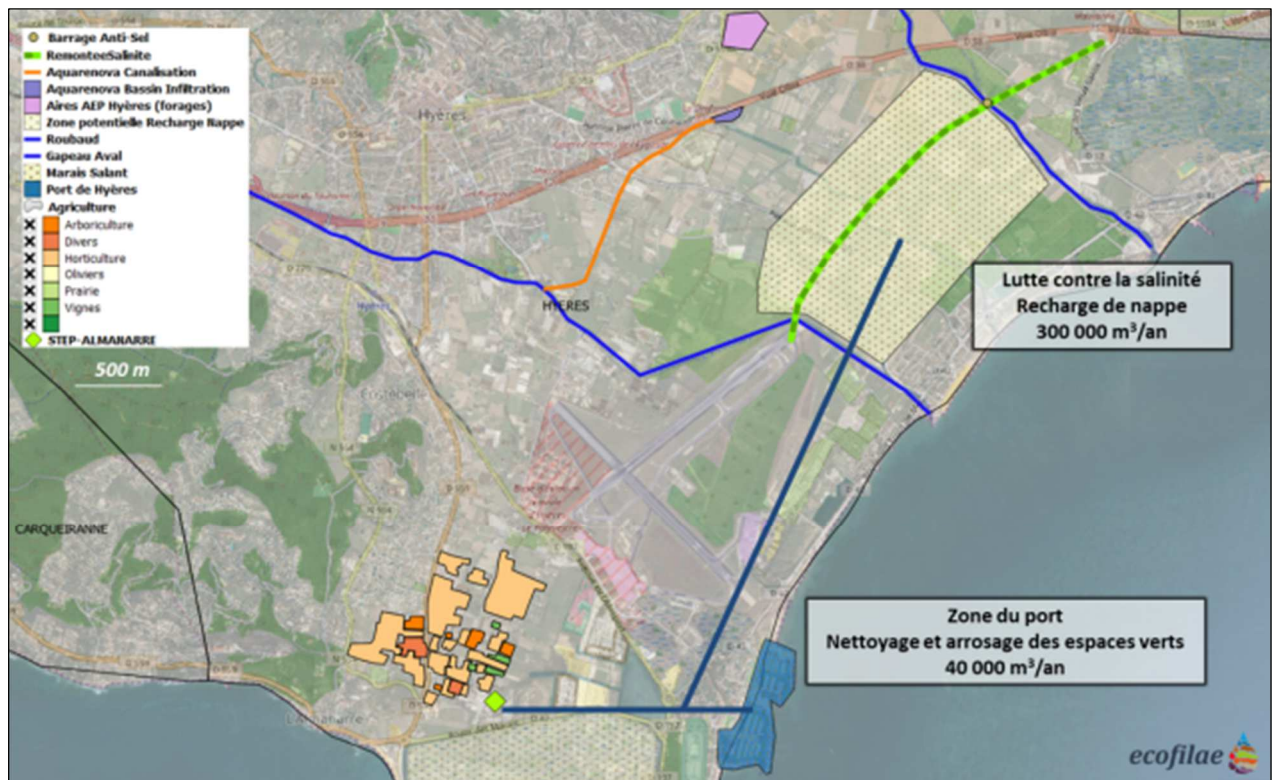 Barrage Anti-Sel
RemonteeSalinite
Aquarenova Canalisation
Aquarenova Bassin Infiltration
Aires AEP Hyères (forages)
Zone potentielle Recharge Nappe
Roubaud
Gapeau Aval
Marais Salant
Port de Hyères
Agriculture
Arboriculture
Divers
Horticulture
Oliviers
Prairie
Vignes
STEP-ALMANARRE
500 m
Hyères
HYERES
CARQUEIRANNE
Lutte contre la salinité
Recharge de nappe
300 000 m³/an
Zone du port
Nettoyage et arrosage des espaces verts
40 000 m³/an
ecofilae